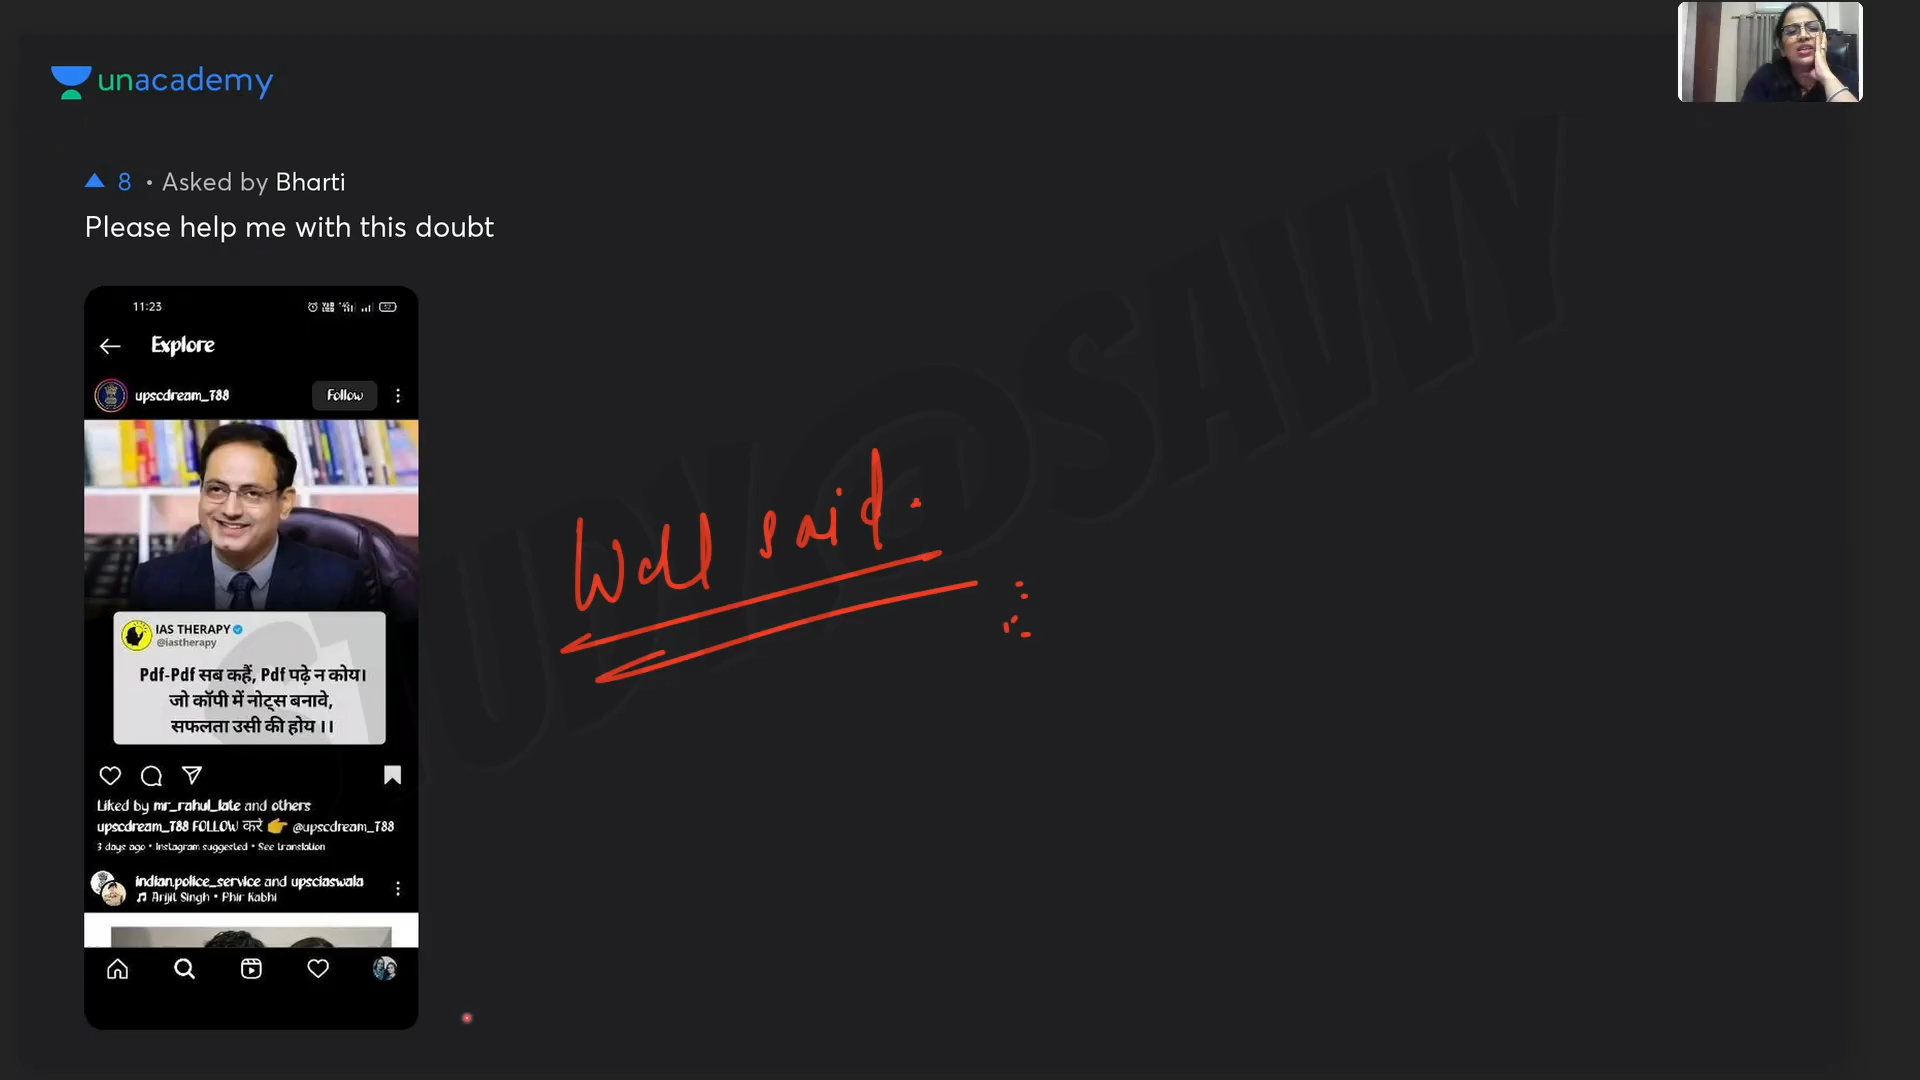 unacademy
8 • Asked by Bharti
Please help me with this doubt
11:23
Explore
upscdream_788
Follow
IAS THERAPY
@iastherapy
Pdf-Pdf सब कहैं, Pdf पढ़े न कोय।
जो कॉपी में नोट्स बनावे,
सफलता उसी की होय ।।
Liked by mr_rahul_late and others
upscdream_788 FOLLOW करें 👉 @upscdream_788
3 days ago • Instagram suggested • See translation
indian.police_service and upsciaswala
♫ Arijit Singh • Phir Kabhi
Well said.
STUDY@SAVVY